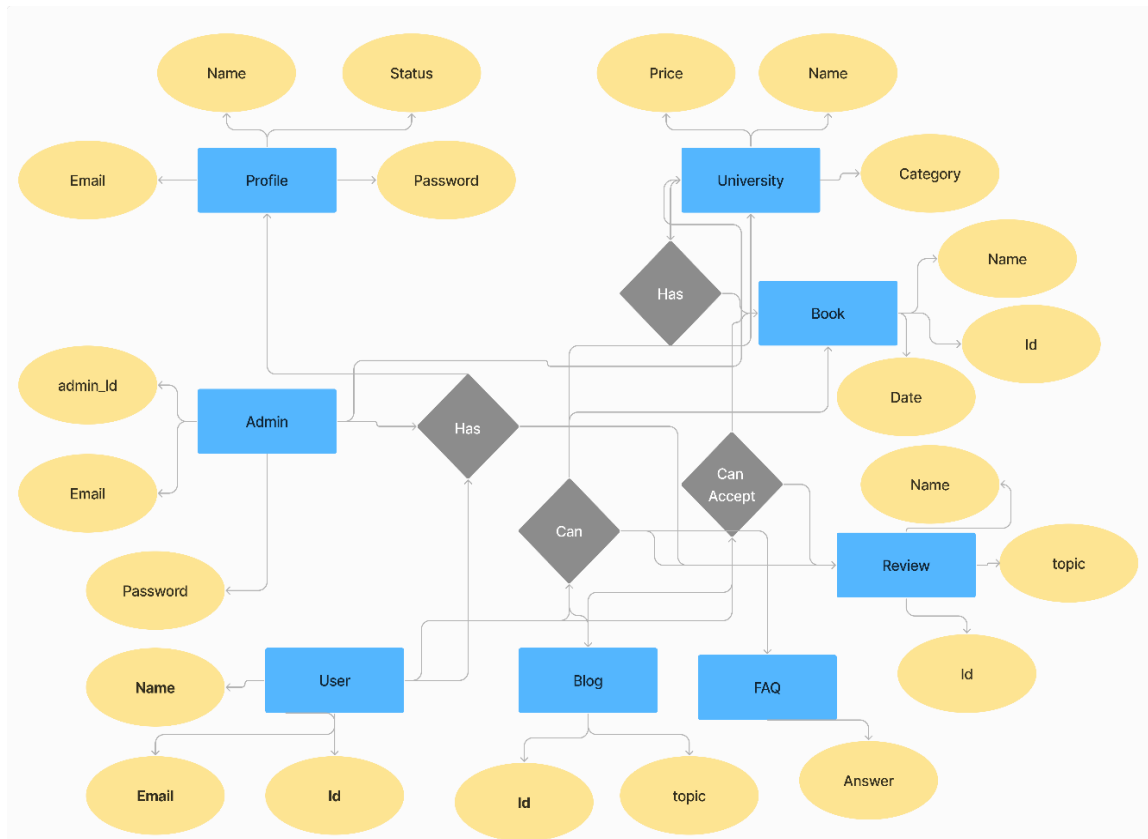 Name
Status
Price
Name
Email
Profile
Password
University
Category
Has
Book
Name
Id
Date
admin_Id
Admin
Has
Email
Can
Accept
Name
Can
Review
topic
Password
Name
User
Blog
FAQ
Id
Email
Id
Id
topic
Answer